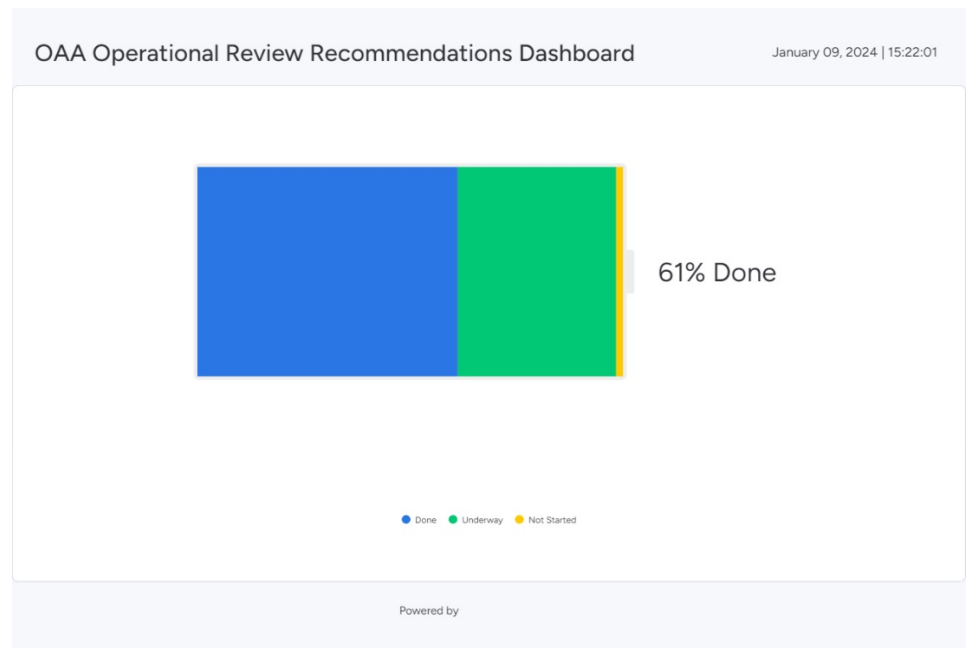 OAA Operational Review Recommendations Dashboard
January 09, 2024 | 15:22:01
61% Done
Done Underway Not Started
Powered by